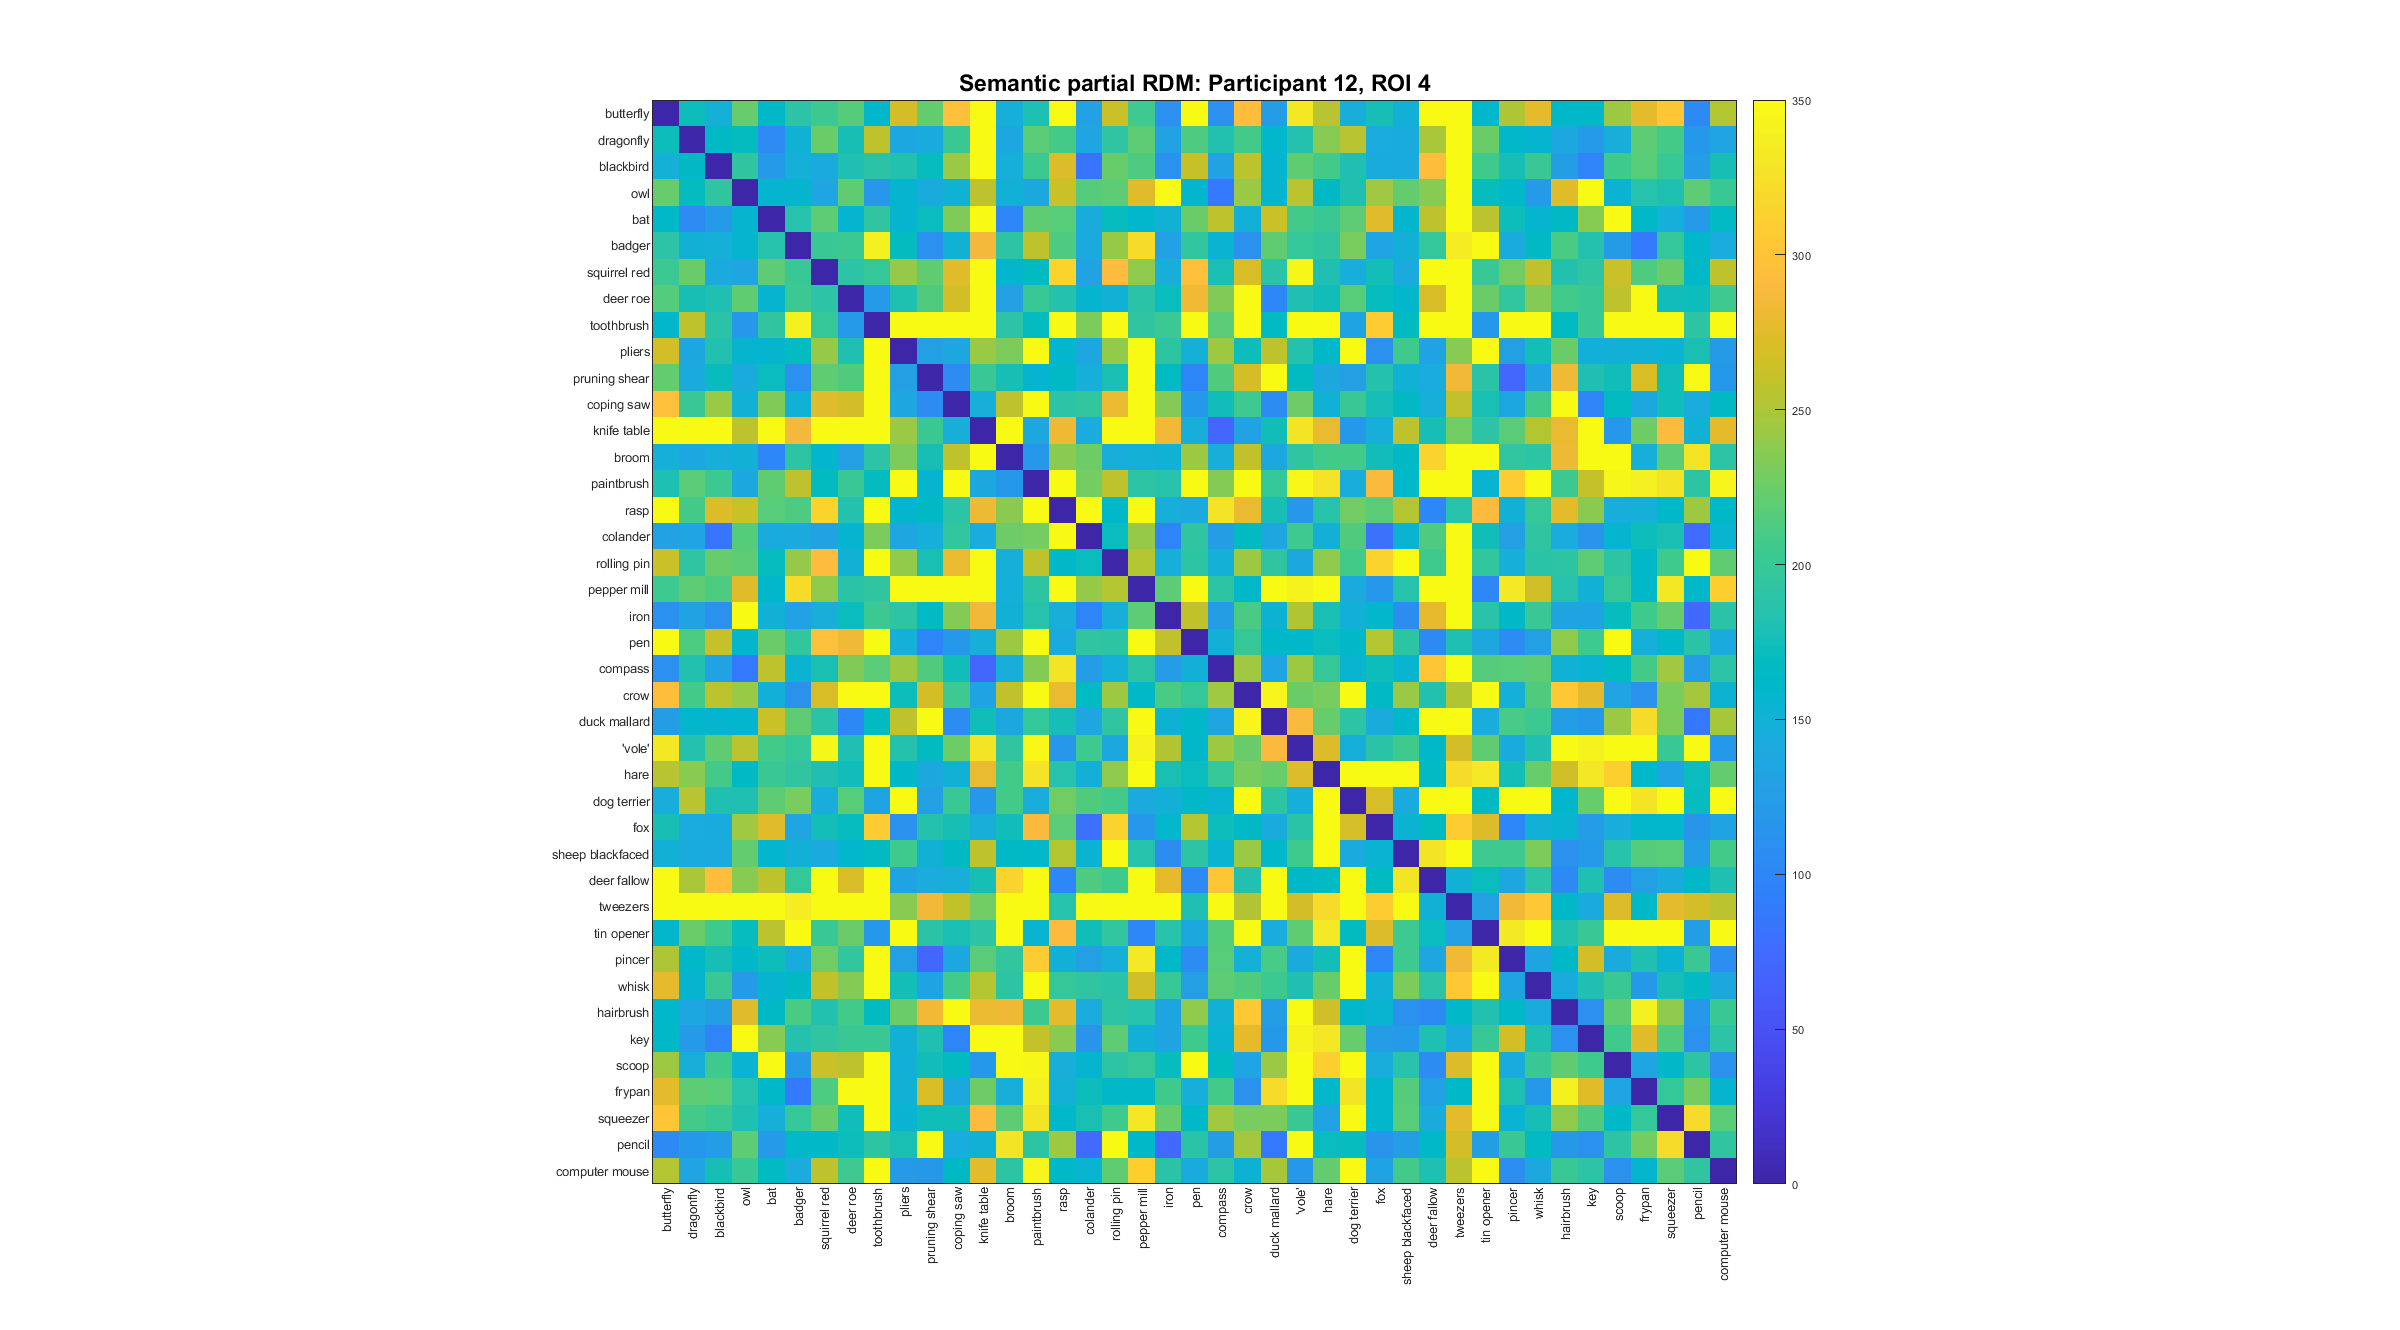 Semantic partial RDM: Participant 12, ROI 4
butterfly
dragonfly
blackbird
owl
bat
badger
squirrel red
deer roe
toothbrush
pliers
pruning shear
coping saw
knife table
broom
paintbrush
rasp
colander
rolling pin
pepper mill
iron
pen
compass
crow
duck mallard
'vole'
hare
dog terrier
fox
sheep blackfaced
deer fallow
tweezers
tin opener
pincer
whisk
hairbrush
key
scoop
frypan
squeezer
pencil
computer mouse
butterfly
dragonfly
blackbird
owl
bat
badger
squirrel red
deer roe
toothbrush
pliers
pruning shear
coping saw
knife table
broom
paintbrush
rasp
colander
rolling pin
pepper mill
iron
pen
compass
crow
duck mallard
'vole'
hare
dog terrier
fox
sheep blackfaced
deer fallow
tweezers
tin opener
pincer
whisk
hairbrush
key
scoop
frypan
squeezer
pencil
computer mouse
350
300
250
200
150
100
50
0